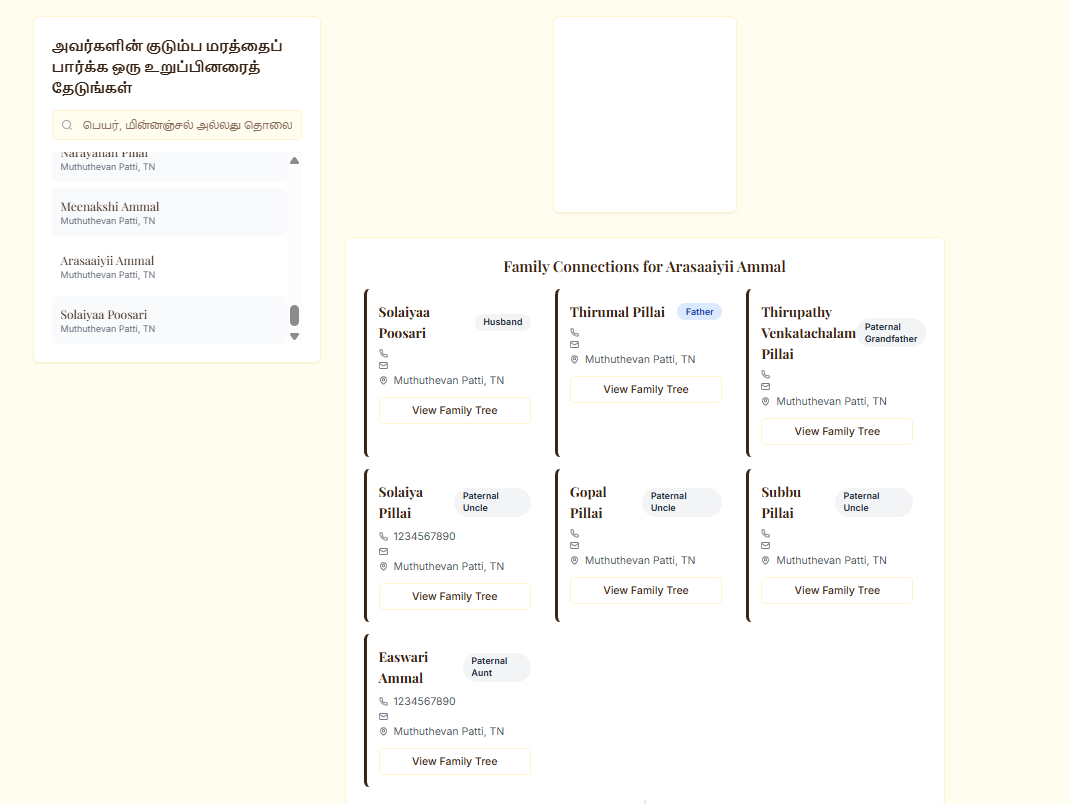 அவர்களின் குடும்ப மரத்தைப்
பார்க்க ஒரு உறுப்பினரைத்
தேடுங்கள்
பெயர், மின்னஞ்சல் அல்லது தொலை
Narayanan Pillai
Muthuthevan Patti, TN
Meenakshi Ammal
Muthuthevan Patti, TN
Arasaaiyii Ammal
Muthuthevan Patti, TN
Solaiyaa Poosari
Muthuthevan Patti, TN
Family Connections for Arasaaiyii Ammal
Solaiyaa
Poosari
Husband
Muthuthevan Patti, TN
View Family Tree
Thirumal Pillai
Father
Muthuthevan Patti, TN
View Family Tree
Thirupathy
Venkatachalam
Pillai
Paternal
Grandfather
Muthuthevan Patti, TN
View Family Tree
Solaiya
Pillai
Paternal
Uncle
1234567890
Muthuthevan Patti, TN
View Family Tree
Gopal
Pillai
Paternal
Uncle
Muthuthevan Patti, TN
View Family Tree
Subbu
Pillai
Paternal
Uncle
Muthuthevan Patti, TN
View Family Tree
Easwari
Ammal
Paternal
Aunt
1234567890
Muthuthevan Patti, TN
View Family Tree